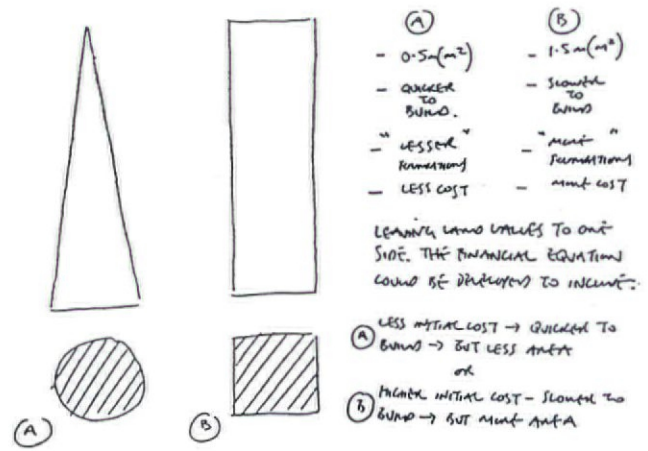 A
- 0.5m(m²)
- QUICKER
TO
BUILD.
- "LESSER"
FOUNDATIONS
- LESS COST
B
- 1.5m(m²)
- SLOWER
TO
BUILD
- "MORE"
FOUNDATIONS
- MORE COST
LEAVING LAND VALUES TO ONE
SIDE. THE FINANCIAL EQUATION
COULD BE DEVELOPED TO INCLUDE:
A LESS INITIAL COST → QUICKER TO
BUILD → BUT LESS AREA
OR
B HIGHER INITIAL COST - SLOWER TO
BUILD → BUT MORE AREA
A
B